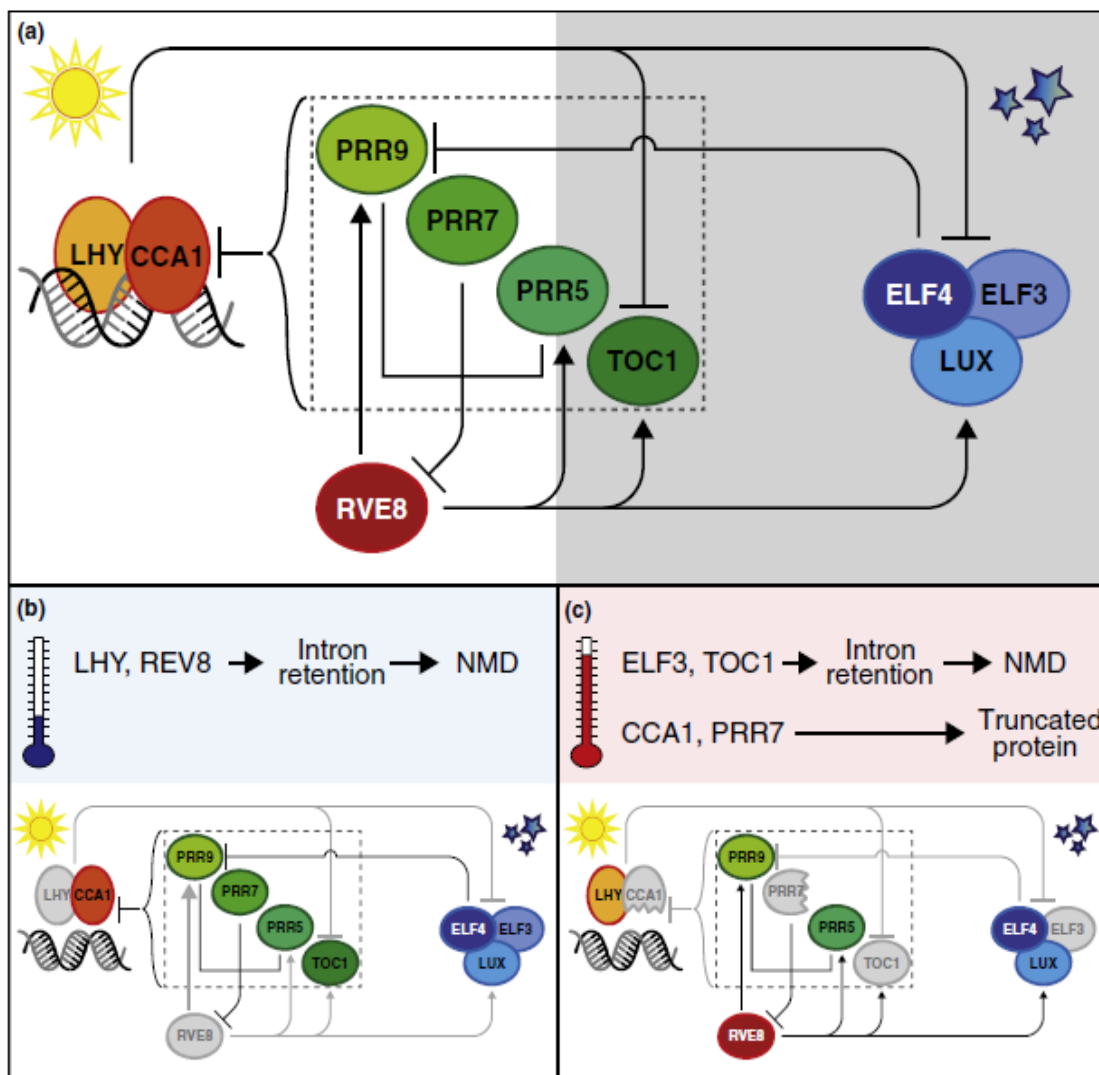 (a)
PRR9
PRR7
LHY CCA1
PRR5
ELF4 ELF3
TOC1
LUX
RVE8
(b)
LHY, REV8
Intron
retention
NMD
(c)
ELF3, TOC1
Intron
retention
NMD
CCA1, PRR7
Truncated
protein
PRR9
LHY CCA1
PRR7
PRR5
ELF4 ELF3
TOC1
LUX
RVE8
PRR9
LHY CCA1
PRR7
PRR5
ELF4 ELF3
TOC1
LUX
RVE8